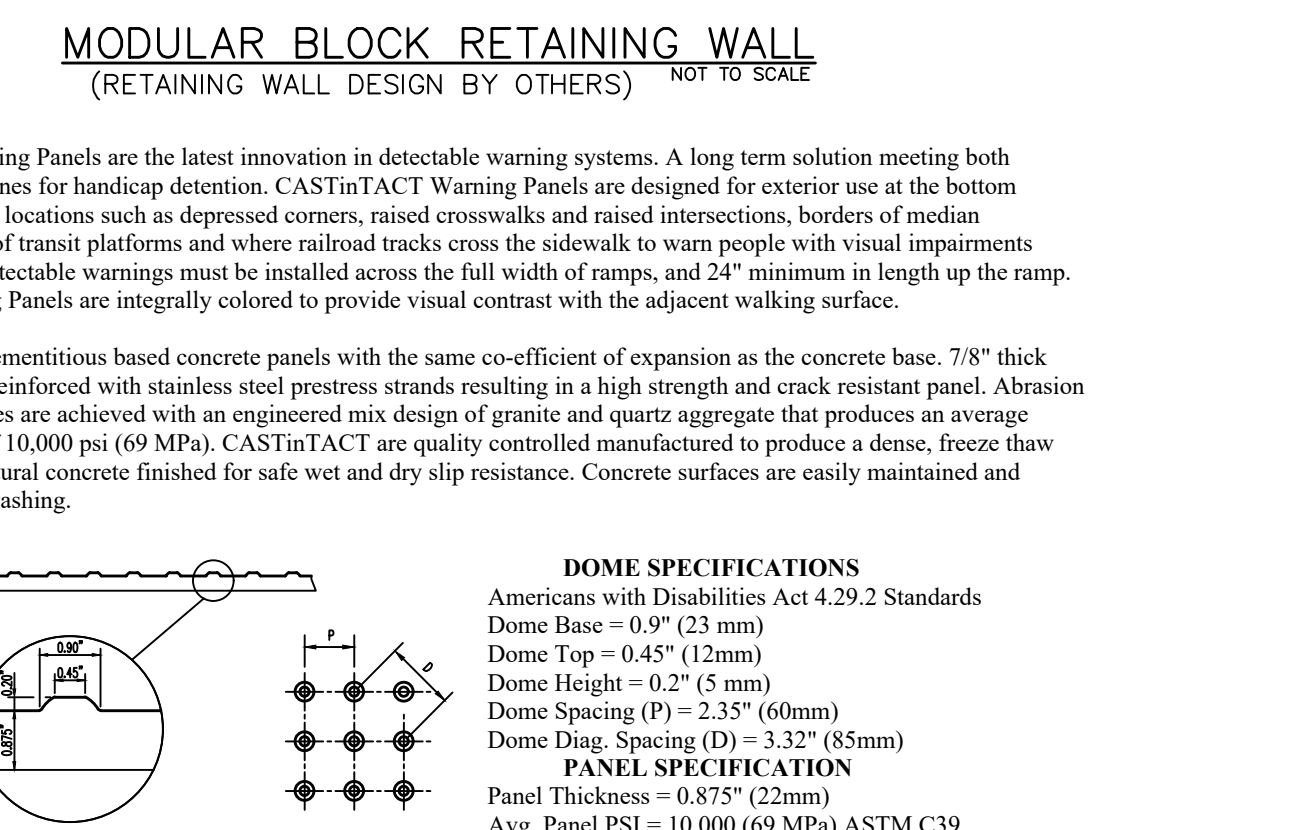 MODULAR BLOCK RETAINING WALL
(RETAINING WALL DESIGN BY OTHERS)
NOT TO SCALE
ing Panels are the latest innovation in detectable warning systems. A long term solution meeting both
nes for handicap detention. CASTinTACT Warning Panels are designed for exterior use at the bottom
locations such as depressed corners, raised crosswalks and raised intersections, borders of median
of transit platforms and where railroad tracks cross the sidewalk to warn people with visual impairments
tectable warnings must be installed across the full width of ramps, and 24" minimum in length up the ramp.
g Panels are integrally colored to provide visual contrast with the adjacent walking surface.
ementitious based concrete panels with the same co-efficient of expansion as the concrete base. 7/8" thick
einforced with stainless steel prestress strands resulting in a high strength and crack resistant panel. Abrasion
es are achieved with an engineered mix design of granite and quartz aggregate that produces an average
f 10,000 psi (69 MPa). CASTinTACT are quality controlled manufactured to produce a dense, freeze thaw
tural concrete finished for safe wet and dry slip resistance. Concrete surfaces are easily maintained and
ashing.
0.90"
0.45"
0.20"
0.875"
P
D
DOME SPECIFICATIONS
Americans with Disabilities Act 4.29.2 Standards
Dome Base = 0.9" (23 mm)
Dome Top = 0.45" (12mm)
Dome Height = 0.2" (5 mm)
Dome Spacing (P) = 2.35" (60mm)
Dome Diag. Spacing (D) = 3.32" (85mm)
PANEL SPECIFICATION
Panel Thickness = 0.875" (22mm)
Avg. Panel PSI = 10,000 (69 MPa) ASTM C39